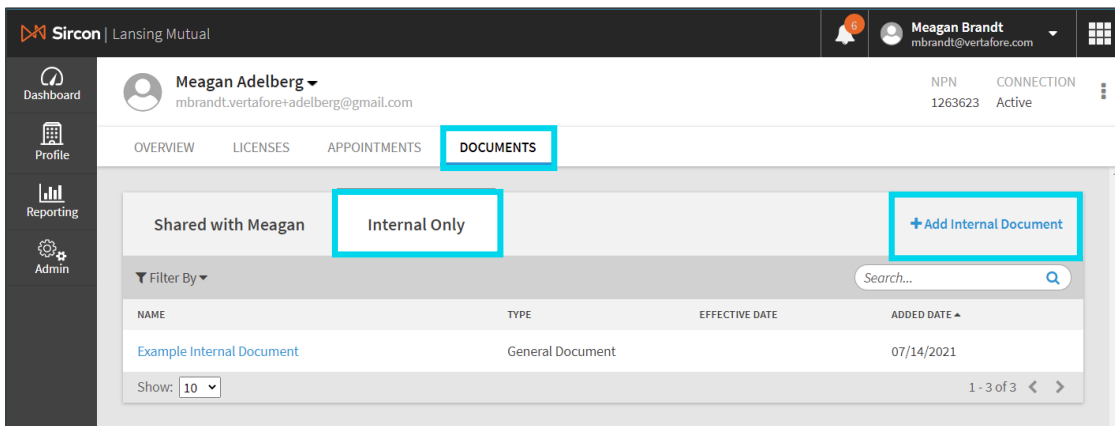 Sircon | Lansing Mutual
6
Meagan Brandt
mbrandt@vertafore.com
Dashboard
Profile
Reporting
Admin
Meagan Adelberg
mbrandt.vertafore+adelberg@gmail.com
NPN CONNECTION
1263623 Active
OVERVIEW LICENSES APPOINTMENTS DOCUMENTS
Shared with Meagan Internal Only + Add Internal Document
Filter By Search...
NAME TYPE EFFECTIVE DATE ADDED DATE
Example Internal Document General Document 07/14/2021
Show: 10 1 - 3 of 3